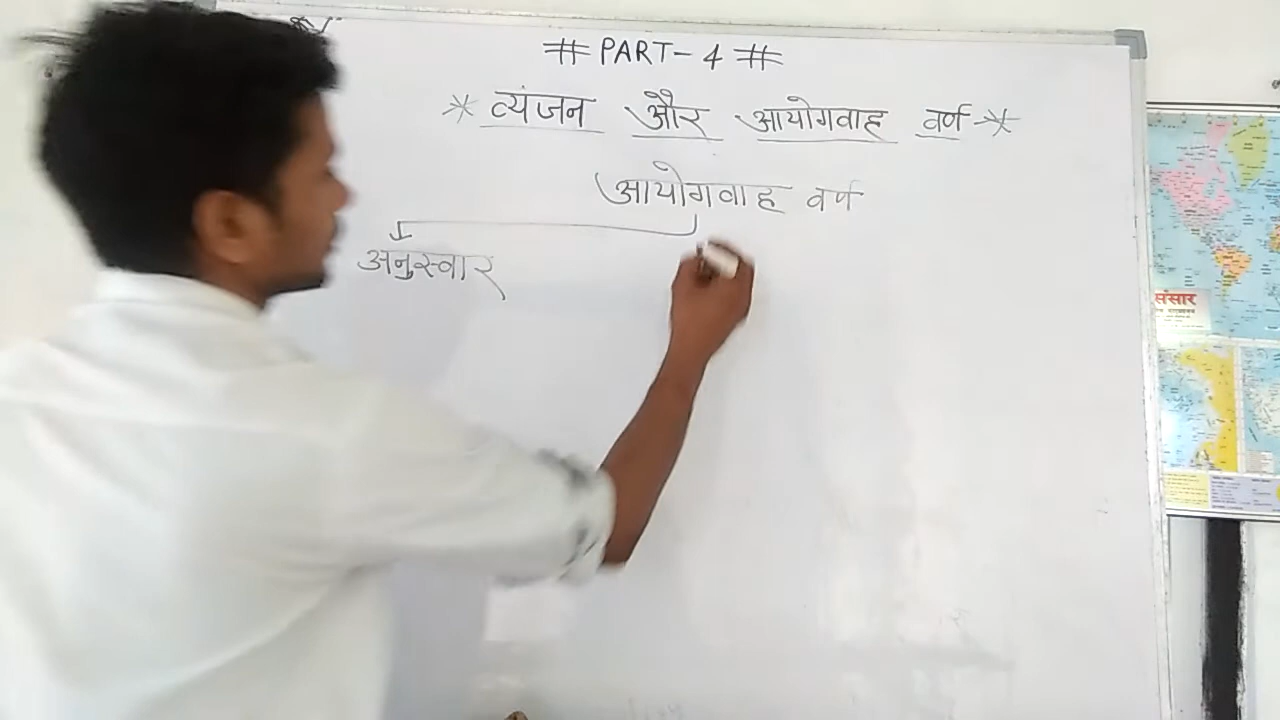 # PART-4 #
* व्यंजन और आयोगवाह वर्ण *
आयोगवाह वर्ण
अनुस्वार
संसार